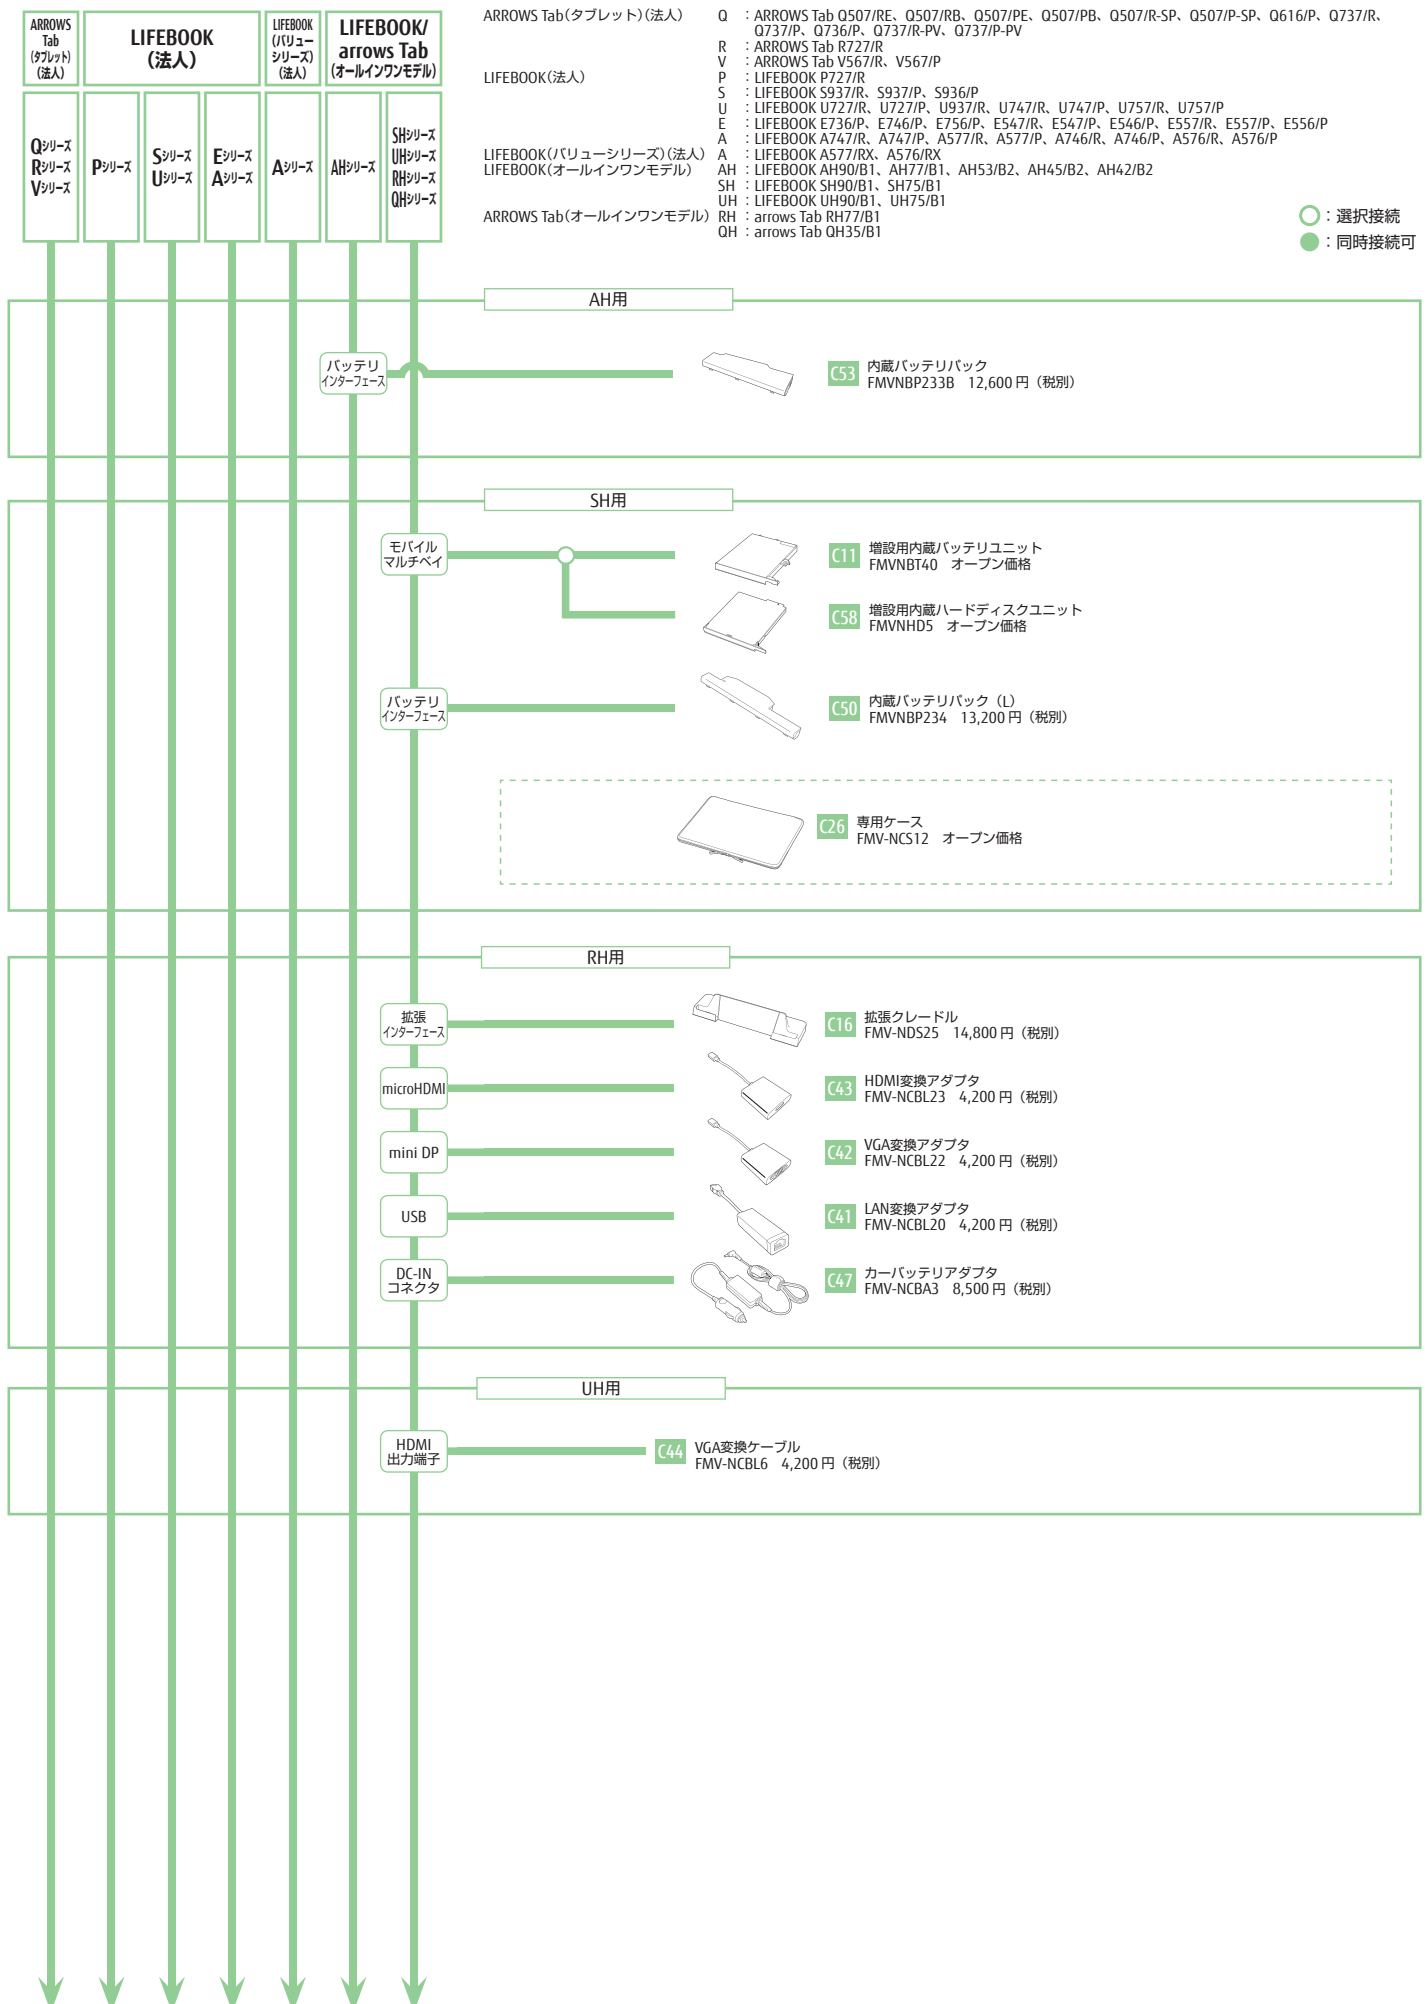 ARROWS
Tab
(タブレット)
(法人)
LIFEBOOK
(法人)
LIFEBOOK
(バリュー
シリーズ)
(法人)
LIFEBOOK/
arrows Tab
(オールインワンモデル)
Qシリーズ
Rシリーズ
Vシリーズ
Pシリーズ
Sシリーズ
Uシリーズ
Eシリーズ
Aシリーズ
Aシリーズ
AHシリーズ
SHシリーズ
UHシリーズ
RHシリーズ
QHシリーズ
ARROWS Tab(タブレット)(法人) Q :ARROWS Tab Q507/RE、Q507/RB、Q507/PE、Q507/PB、Q507/R-SP、Q507/P-SP、Q616/P、Q737/R、
Q737/P、Q736/P、Q737/R-PV、Q737/P-PV
R :ARROWS Tab R727/R
V :ARROWS Tab V567/R、V567/P
LIFEBOOK(法人) P :LIFEBOOK P727/R
S :LIFEBOOK S937/R、S937/P、S936/P
U :LIFEBOOK U727/R、U727/P、U937/R、U747/R、U747/P、U757/R、U757/P
E :LIFEBOOK E736/P、E746/P、E756/P、E547/R、E547/P、E546/P、E557/R、E557/P、E556/P
A :LIFEBOOK A747/R、A747/P、A577/R、A577/P、A746/R、A746/P、A576/R、A576/P
LIFEBOOK(バリューシリーズ)(法人) A :LIFEBOOK A577/RX、A576/RX
LIFEBOOK(オールインワンモデル) AH :LIFEBOOK AH90/B1、AH77/B1、AH53/B2、AH45/B2、AH42/B2
SH :LIFEBOOK SH90/B1、SH75/B1
UH :LIFEBOOK UH90/B1、UH75/B1
ARROWS Tab(オールインワンモデル) RH :arrows Tab RH77/B1
QH :arrows Tab QH35/B1
:選択接続
:同時接続可
AH用
バッテリ
インターフェース
C53 内蔵バッテリパック
FMVNBP233B 12,600 円(税別)
SH用
モバイル
マルチベイ
C11 増設用内蔵バッテリユニット
FMVNBT40 オープン価格
C58 増設用内蔵ハードディスクユニット
FMVNHD5 オープン価格
バッテリ
インターフェース
C50 内蔵バッテリパック(L)
FMVNBP234 13,200 円(税別)
C26 専用ケース
FMV-NCS12 オープン価格
RH用
拡張
インターフェース
C16 拡張クレードル
FMV-NDS25 14,800 円(税別)
microHDMI
C43 HDMI変換アダプタ
FMV-NCBL23 4,200 円(税別)
mini DP
C42 VGA変換アダプタ
FMV-NCBL22 4,200 円(税別)
USB
C41 LAN変換アダプタ
FMV-NCBL20 4,200 円(税別)
DC-IN
コネクタ
C47 カーバッテリアダプタ
FMV-NCBA3 8,500 円(税別)
UH用
HDMI
出力端子
C44 VGA変換ケーブル
FMV-NCBL6 4,200 円(税別)